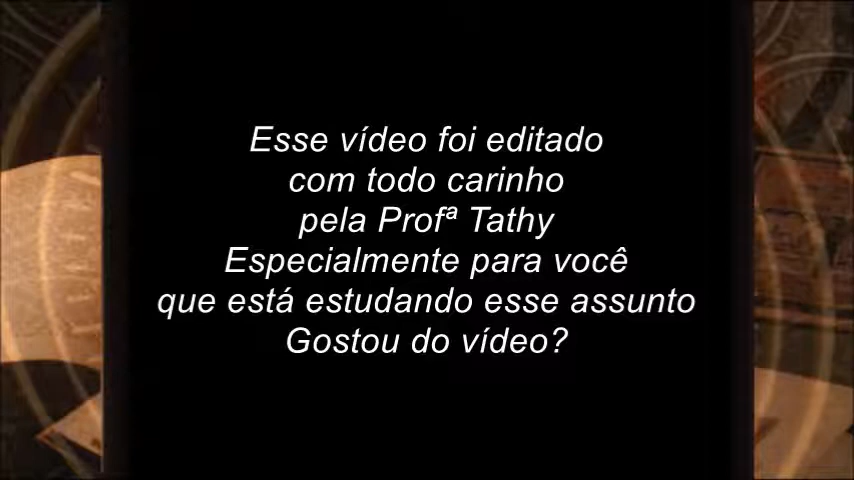 Esse vídeo foi editado
com todo carinho
pela Profª Tathy
Especialmente para você
que está estudando esse assunto
Gostou do vídeo?